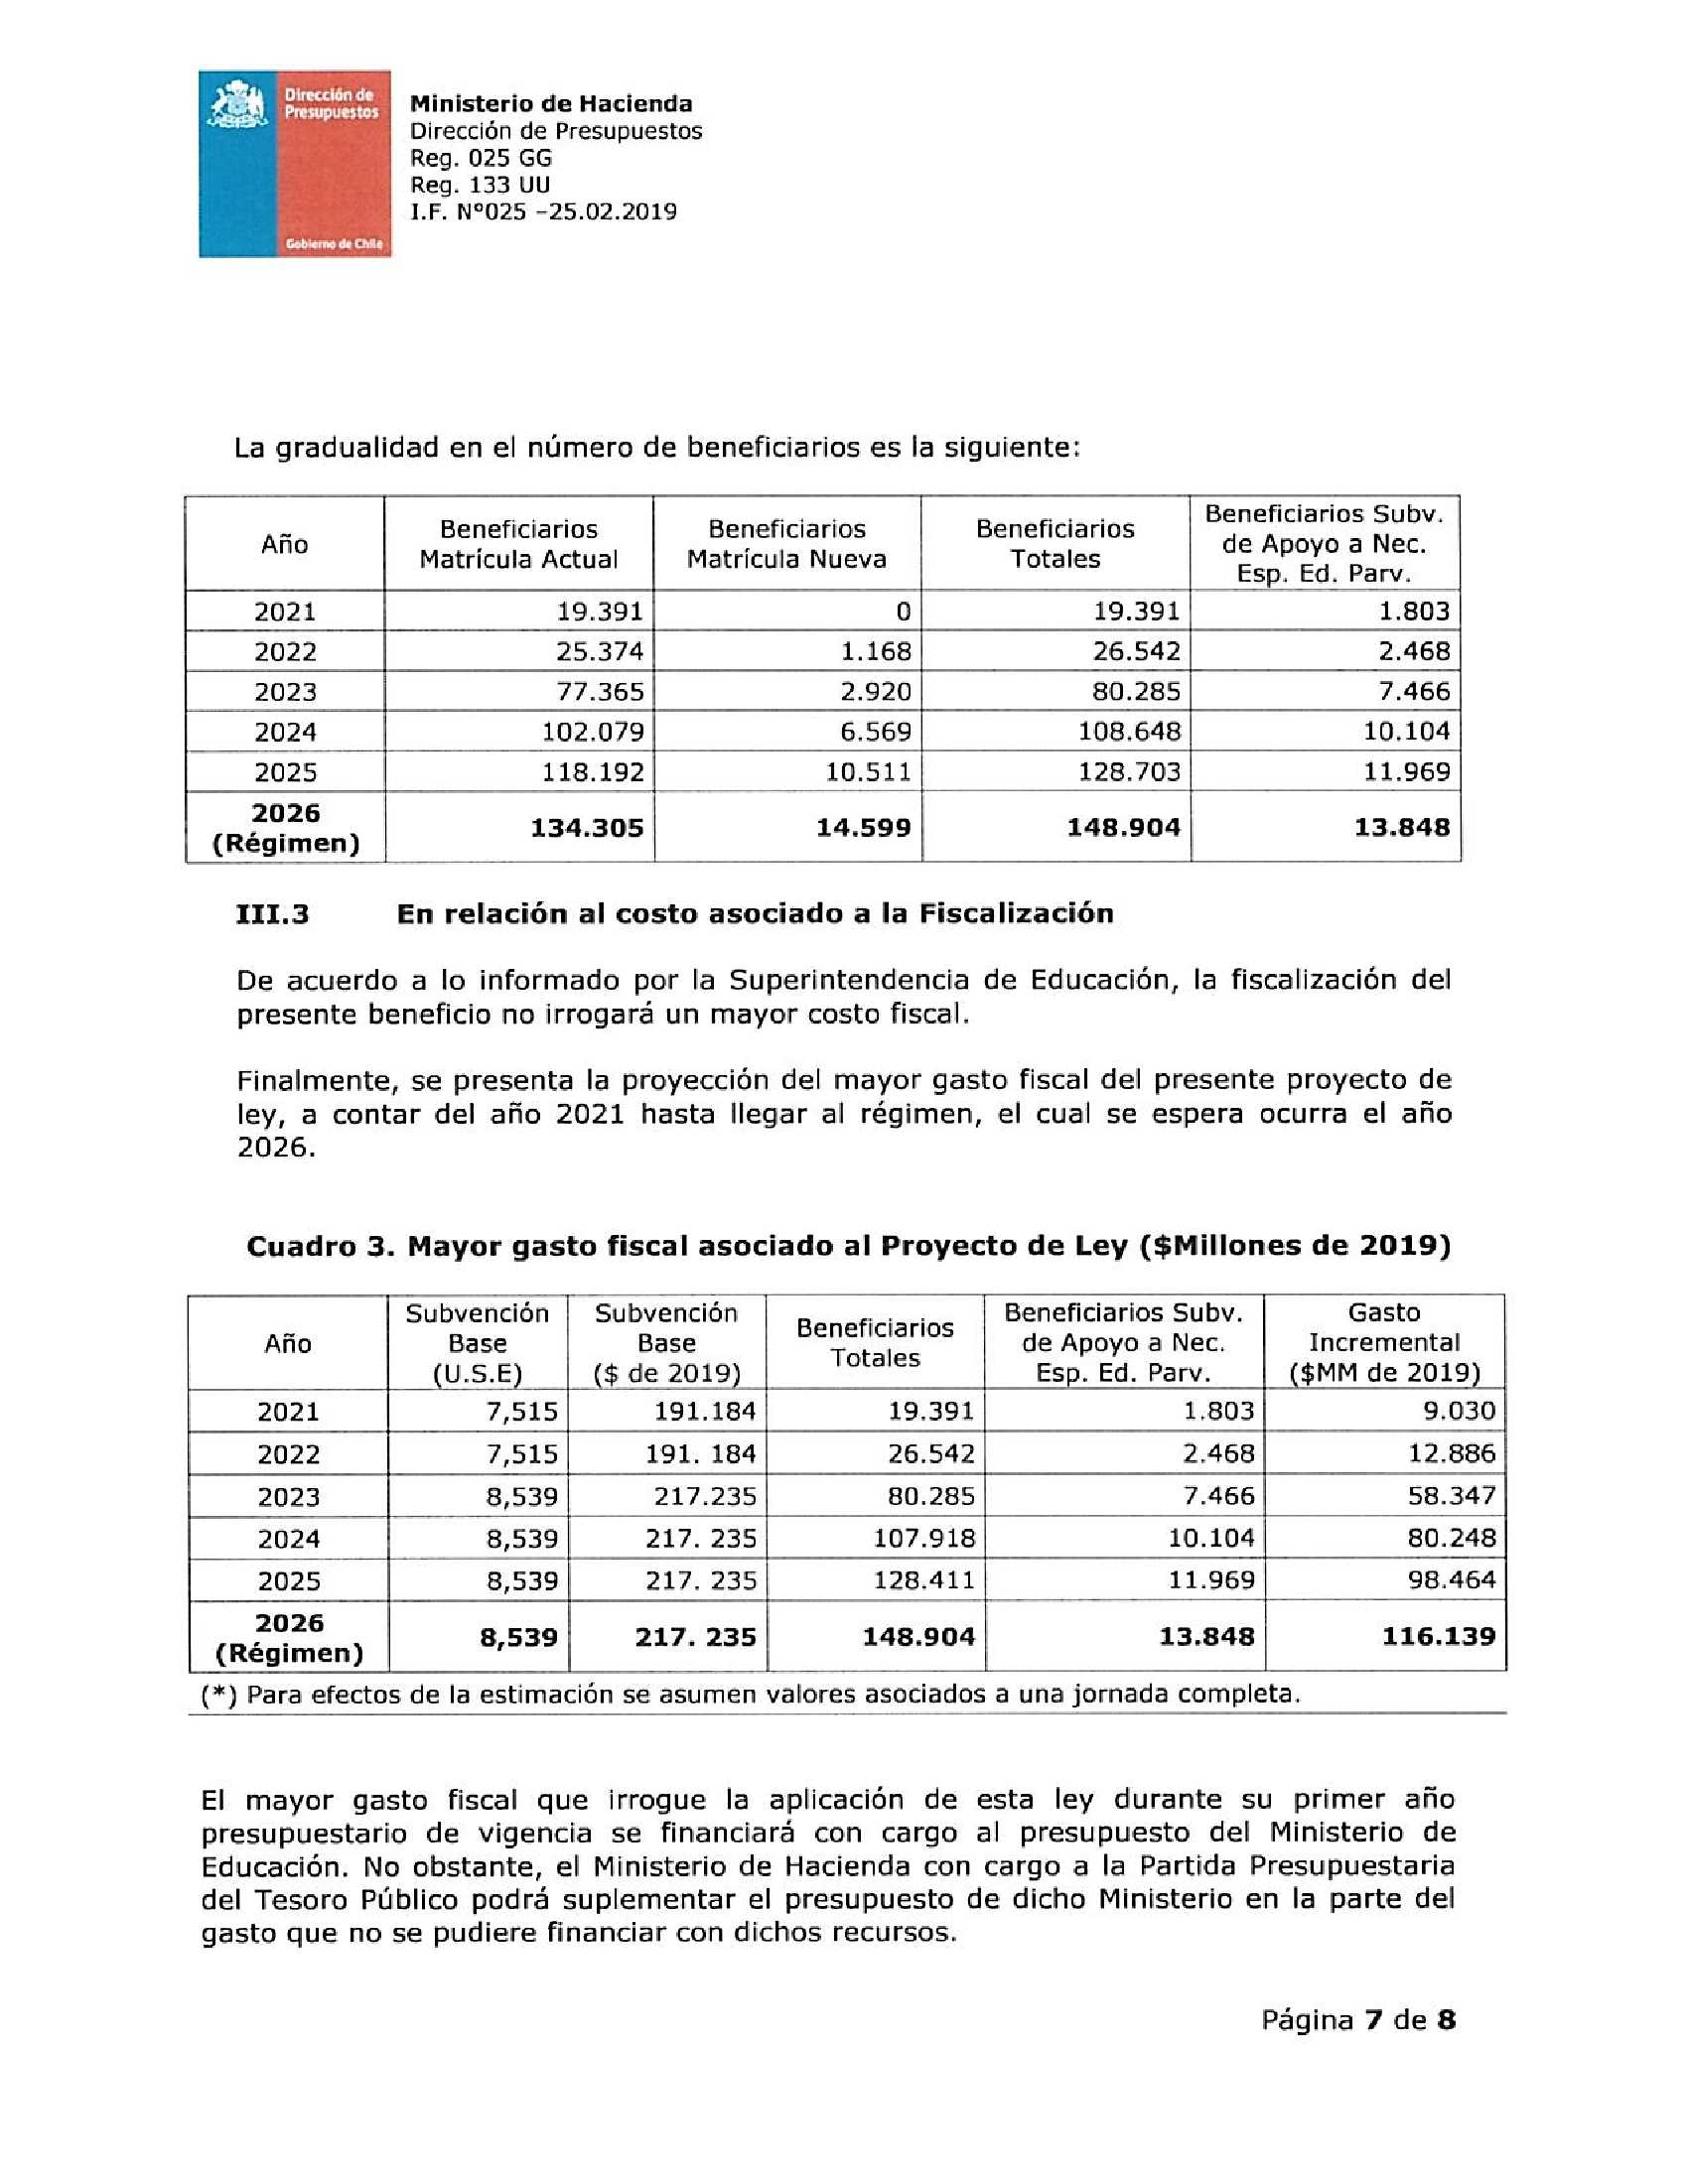 Dirección de
Presupuestos
Gobierno de Chile
Ministerio de Hacienda
Dirección de Presupuestos
Reg. 025 GG
Reg. 133 UU
I.F. N°025 –25.02.2019
La gradualidad en el número de beneficiarios es la siguiente:
Año | Beneficiarios Matrícula Actual | Beneficiarios Matrícula Nueva | Beneficiarios Totales | Beneficiarios Subv. de Apoyo a Nec. Esp. Ed. Parv.
2021 | 19.391 | 0 | 19.391 | 1.803
2022 | 25.374 | 1.168 | 26.542 | 2.468
2023 | 77.365 | 2.920 | 80.285 | 7.466
2024 | 102.079 | 6.569 | 108.648 | 10.104
2025 | 118.192 | 10.511 | 128.703 | 11.969
2026 (Régimen) | 134.305 | 14.599 | 148.904 | 13.848
III.3 En relación al costo asociado a la Fiscalización
De acuerdo a lo informado por la Superintendencia de Educación, la fiscalización del
presente beneficio no irrogará un mayor costo fiscal.
Finalmente, se presenta la proyección del mayor gasto fiscal del presente proyecto de
ley, a contar del año 2021 hasta llegar al régimen, el cual se espera ocurra el año
2026.
Cuadro 3. Mayor gasto fiscal asociado al Proyecto de Ley ($Millones de 2019)
Año | Subvención Base (U.S.E) | Subvención Base ($ de 2019) | Beneficiarios Totales | Beneficiarios Subv. de Apoyo a Nec. Esp. Ed. Parv. | Gasto Incremental ($MM de 2019)
2021 | 7,515 | 191.184 | 19.391 | 1.803 | 9.030
2022 | 7,515 | 191. 184 | 26.542 | 2.468 | 12.886
2023 | 8,539 | 217.235 | 80.285 | 7.466 | 58.347
2024 | 8,539 | 217. 235 | 107.918 | 10.104 | 80.248
2025 | 8,539 | 217. 235 | 128.411 | 11.969 | 98.464
2026 (Régimen) | 8,539 | 217. 235 | 148.904 | 13.848 | 116.139
(*) Para efectos de la estimación se asumen valores asociados a una jornada completa.
El mayor gasto fiscal que irrogue la aplicación de esta ley durante su primer año
presupuestario de vigencia se financiará con cargo al presupuesto del Ministerio de
Educación. No obstante, el Ministerio de Hacienda con cargo a la Partida Presupuestaria
del Tesoro Público podrá suplementar el presupuesto de dicho Ministerio en la parte del
gasto que no se pudiere financiar con dichos recursos.
Página 7 de 8